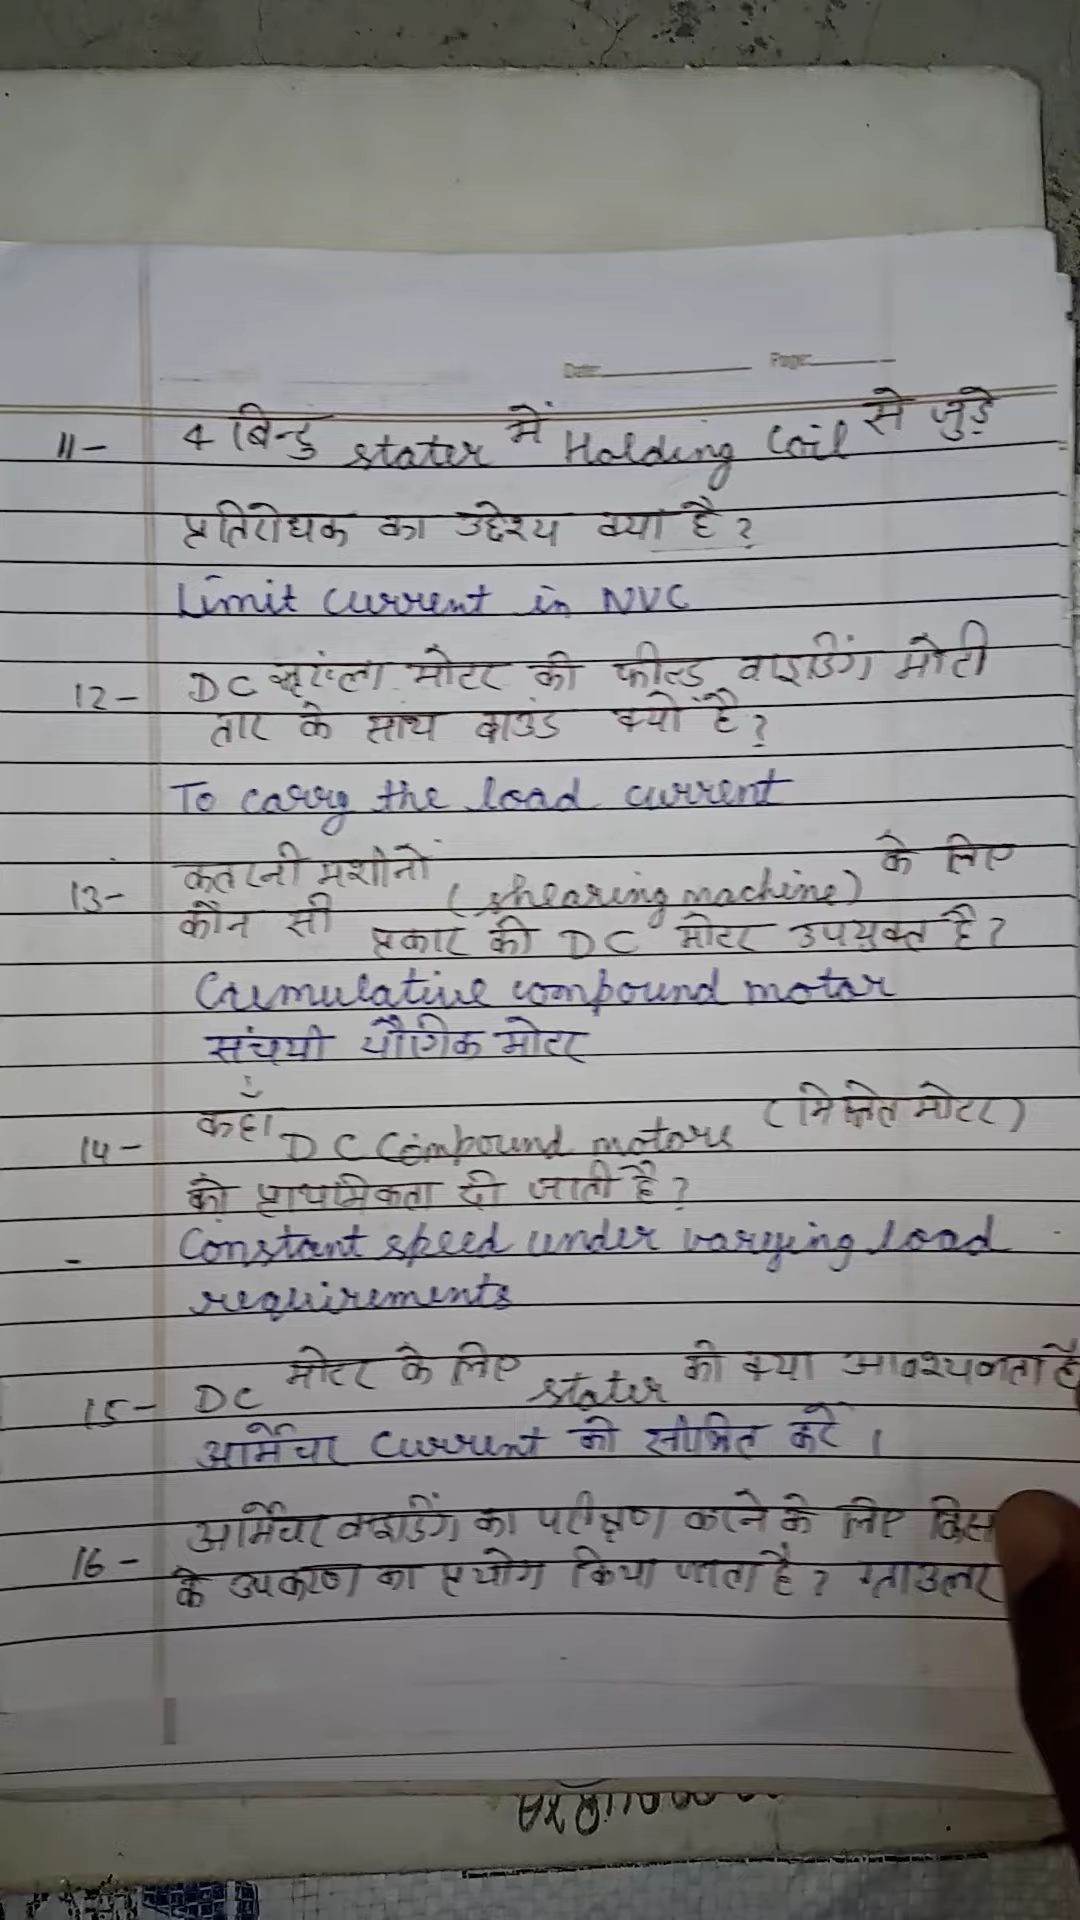 Date: Page:
11- 4 बिन्दु stater में Holding Coil से जुड़े
प्रतिरोधक का उद्देश्य क्या है ?
Limit current in NVC
12- DC मोटर की फील्ड वाइडिंग मोटी
तार के साथ वाउंड क्यों है ?
To carry the load current
13- कतरनी मशीनों (shearing machine) के लिए
कौन सी प्रकार की DC मोटर उपयुक्त है ?
Cumulative compound motor
संचयी यौगिक मोटर
14- कहाँ DC Compound motors ( मोटर)
को प्राथमिकता दी जाती है ?
- Constant speed under varying load
requirements
15- DC मोटर के लिए stater की क्या आवश्यकता है
आर्मेचर Current को सीमित करें ।
16- आर्मेचर वाइडिंग का परीक्षण करने के लिए किस
के उपकरण का प्रयोग किया जाता है ? ग्राउलर